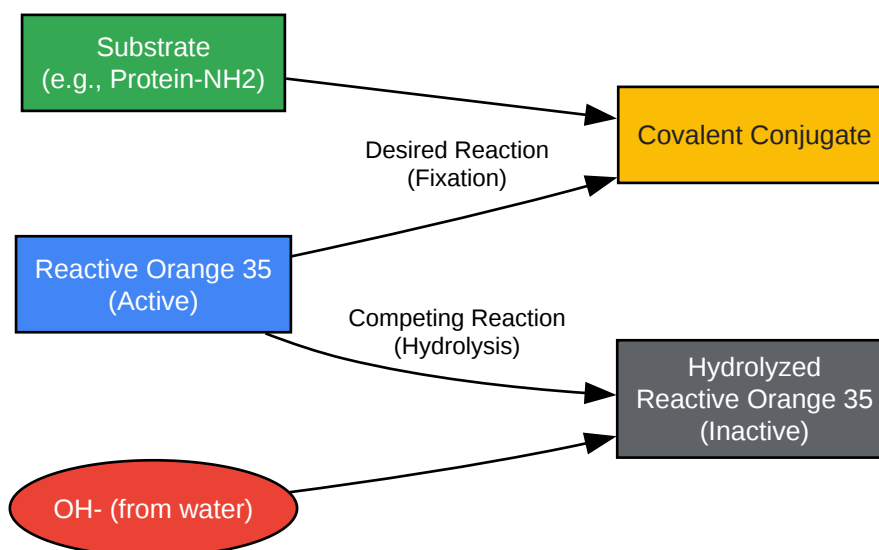 Substrate
(e.g., Protein-NH2)
Covalent Conjugate
Desired Reaction
(Fixation)
Reactive Orange 35
(Active)
Competing Reaction
(Hydrolysis)
Hydrolyzed
Reactive Orange 35
(Inactive)
OH- (from water)